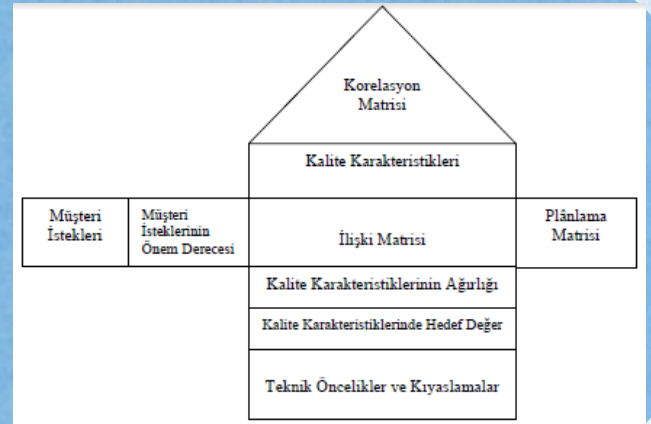 Korelasyon
Matrisi
Kalite Karakteristikleri
Müşteri
İstekleri
Müşteri
İsteklerinin
Önem Derecesi
İlişki Matrisi
Plânlama
Matrisi
Kalite Karakteristiklerinin Ağırlığı
Kalite Karakteristiklerinde Hedef Değer
Teknik Öncelikler ve Kıyaslamalar